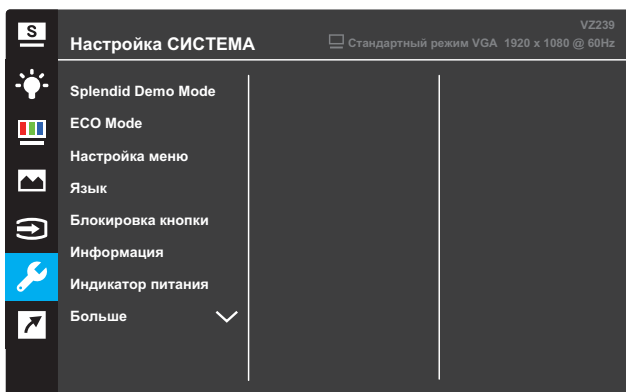 S
VZ239
Настройка СИСТЕМА
Стандартный режим VGA 1920 x 1080 @ 60Hz
Splendid Demo Mode
ECO Mode
Настройка меню
Язык
Блокировка кнопки
Информация
Индикатор питания
Больше